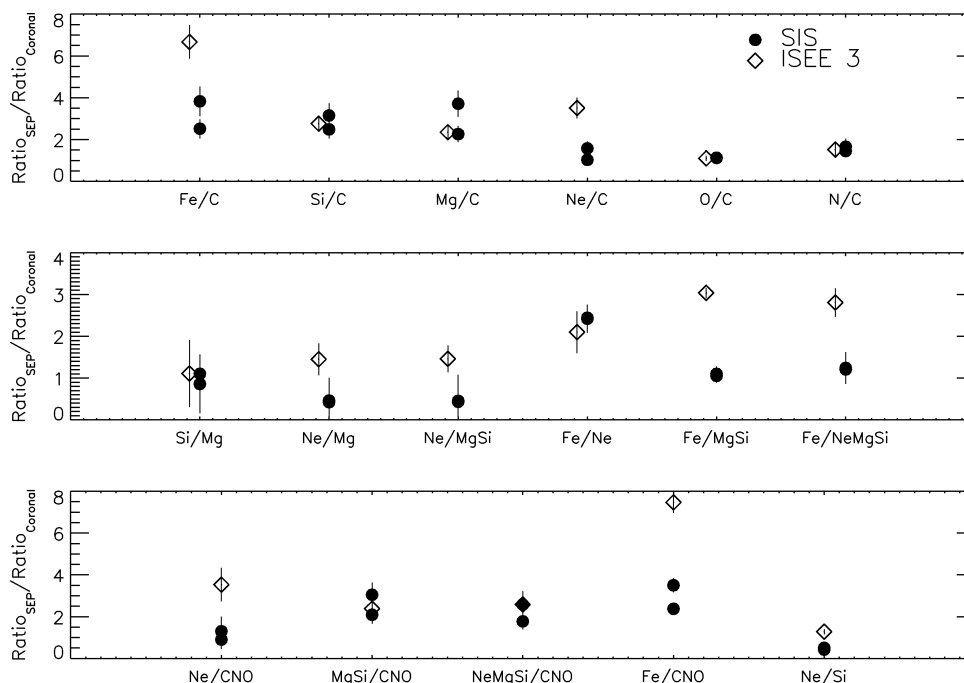 8
6
4
2
0
Ratio_SEP/Ratio_Coronal
SIS
ISEE 3
Fe/C Si/C Mg/C Ne/C O/C N/C
4
3
2
1
0
Ratio_SEP/Ratio_Coronal
Si/Mg Ne/Mg Ne/MgSi Fe/Ne Fe/MgSi Fe/NeMgSi
8
6
4
2
0
Ratio_SEP/Ratio_Coronal
Ne/CNO MgSi/CNO NeMgSi/CNO Fe/CNO Ne/Si